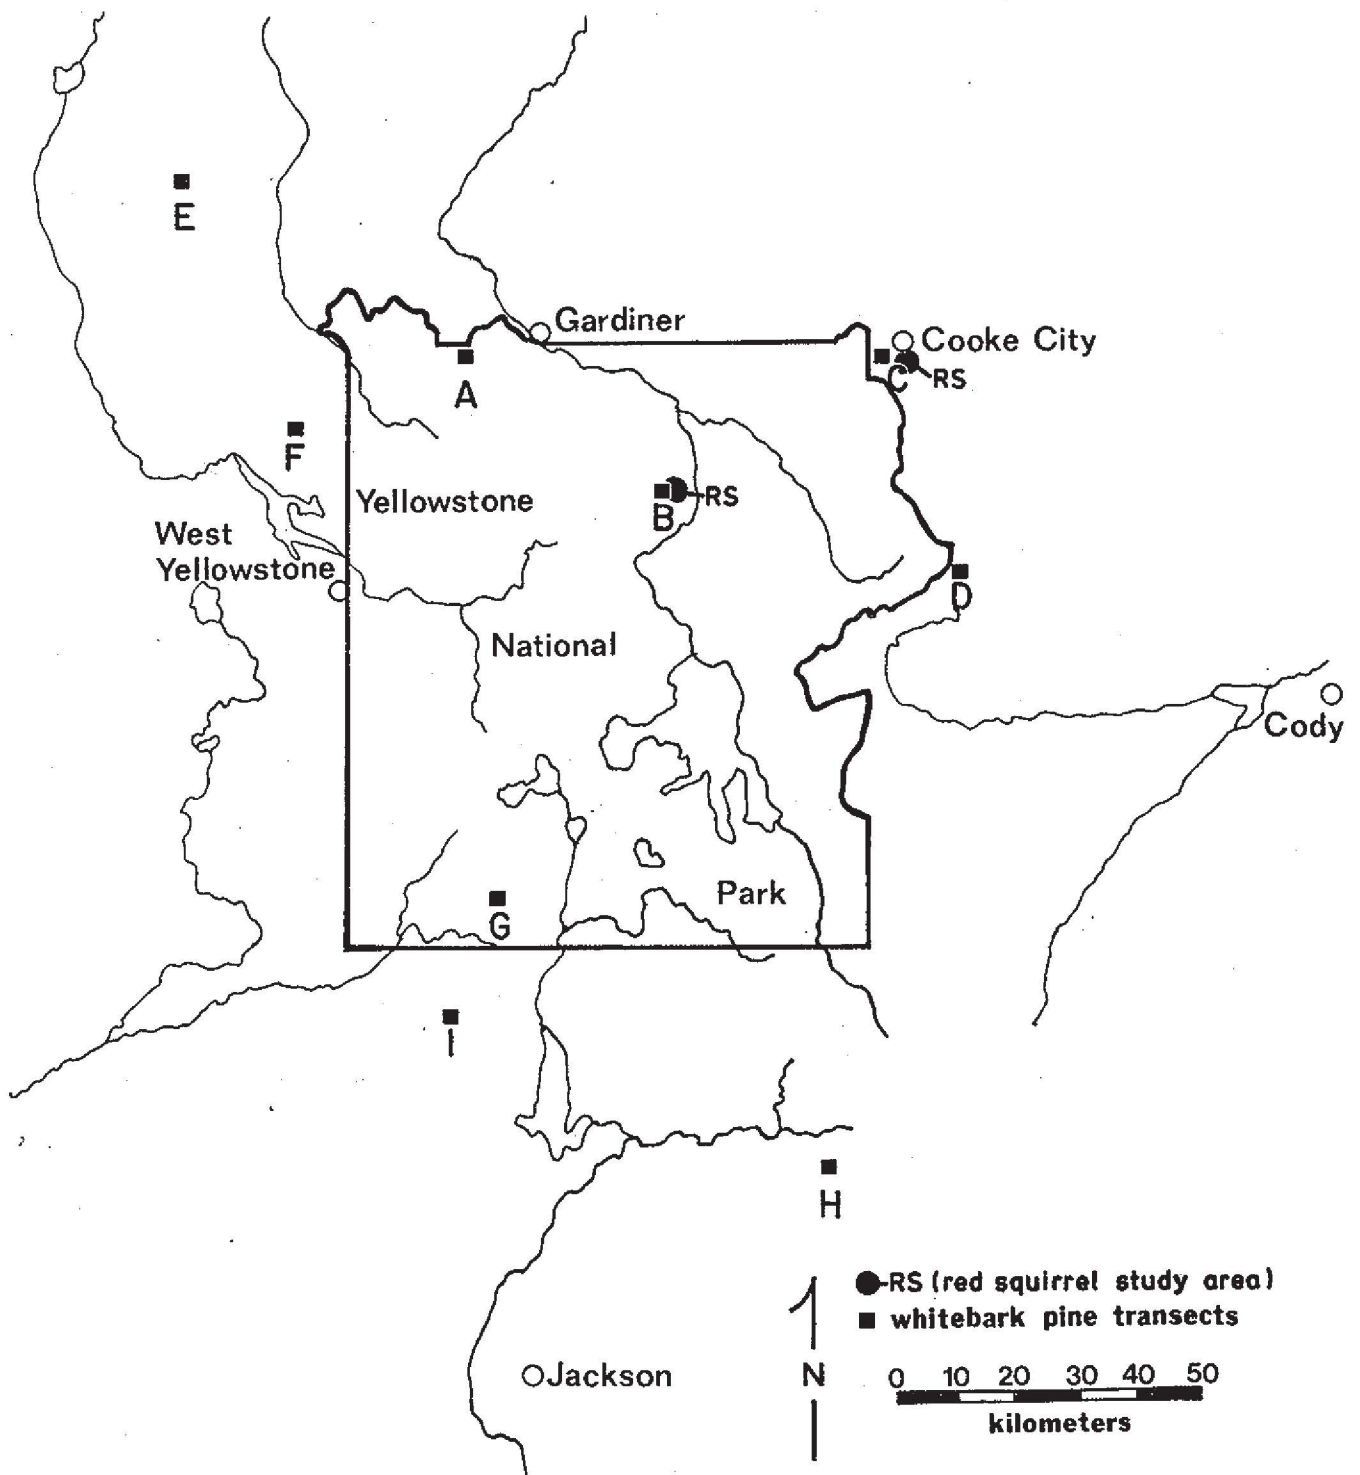 E
Gardiner
Cooke City
A
C
RS
F
Yellowstone
B
RS
West
Yellowstone
D
National
Cody
Park
G
I
H
RS (red squirrel study area)
whitebark pine transects
Jackson
N
0 10 20 30 40 50
kilometers